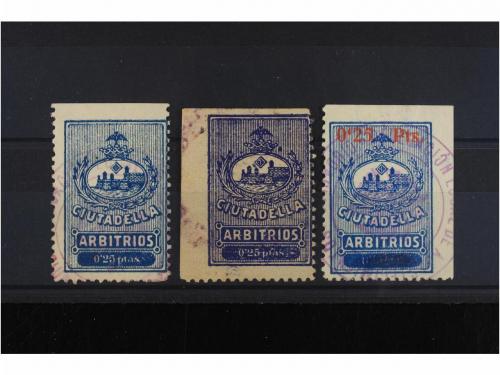 CIUTADELLA
ARBITRIOS
0'25 ptas.
CIUTADELLA
ARBITRIOS
0'25 ptas.
0'25 Pts.
CIUTADELLA
ARBITRIOS